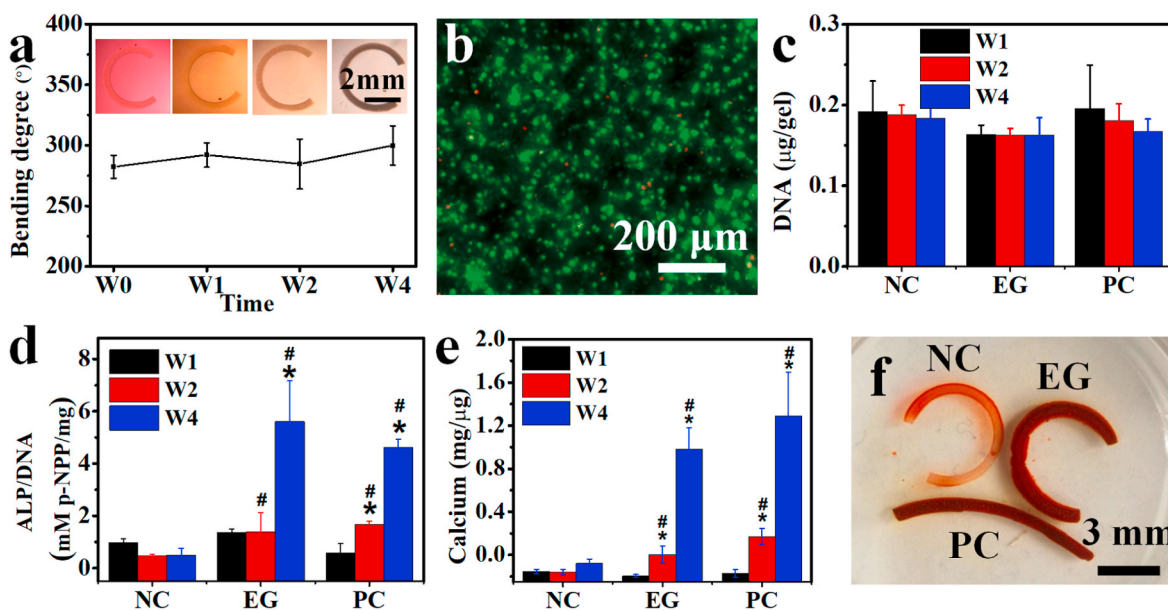 a
400
350
300
250
200
Bending degree (°)
2mm
W0 W1 W2 W4
Time
b
200 µm
c
0.3
0.2
0.1
0.0
DNA (µg/gel)
W1
W2
W4
NC EG PC
d
8
6
4
2
0
ALP/DNA
(mM p-NPP/mg)
W1
W2
W4
# 
*
#
#
*
#
*
NC EG PC
e
2.0
1.6
1.2
0.8
0.4
0.0
Calcium (mg/µg)
W1
W2
W4
#
*
#
*
#
*
#
*
NC EG PC
f
NC
EG
PC
3 mm